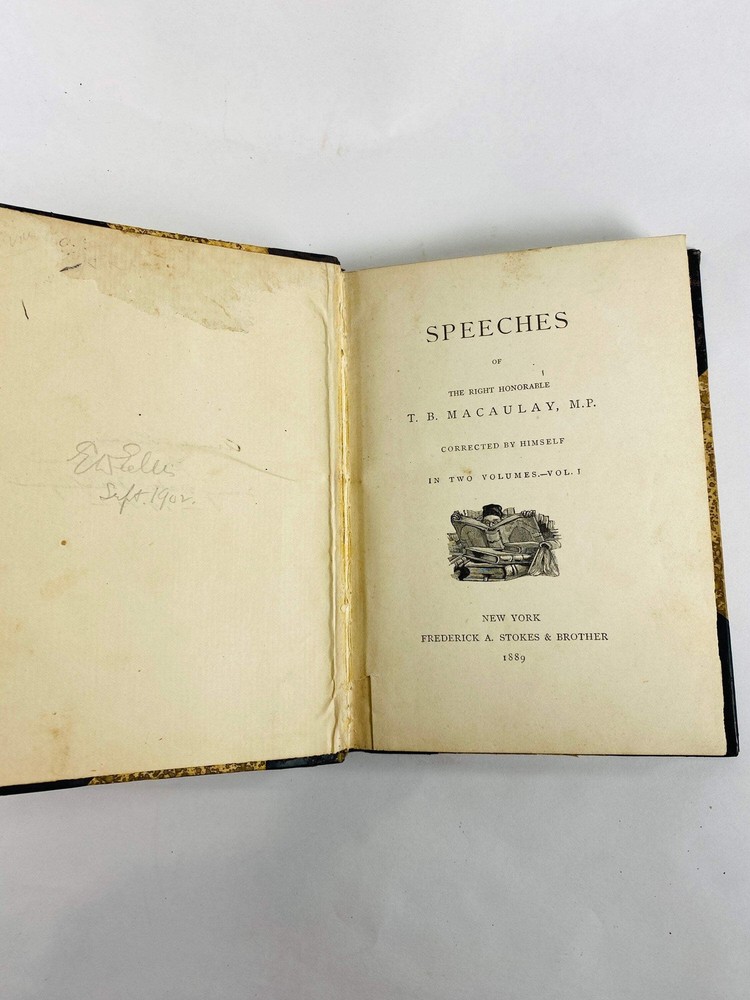 E W Ellis
Sept. 1902.
SPEECHES
OF
THE RIGHT HONORABLE
T. B. MACAULAY, M.P.
CORRECTED BY HIMSELF
IN TWO VOLUMES.—VOL. I
NEW YORK
FREDERICK A. STOKES & BROTHER
1889